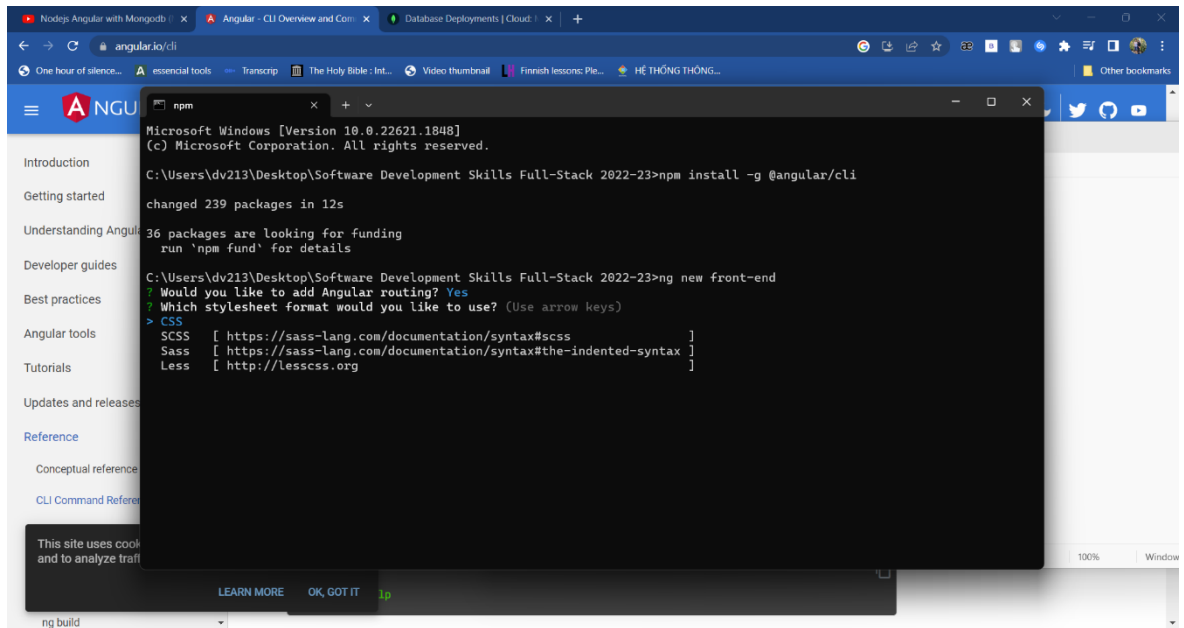 Nodejs Angular with Mongodb (
Angular - CLI Overview and Com
Database Deployments | Cloud:
angular.io/cli
One hour of silence...
essencial tools
Transcrip
The Holy Bible : Int...
Video thumbnail
Finnish lessons: Ple...
HỆ THỐNG THÔNG...
Other bookmarks
ANGU
Introduction
Getting started
Understanding Angula
Developer guides
Best practices
Angular tools
Tutorials
Updates and releases
Reference
Conceptual reference
CLI Command Refere
This site uses cook
and to analyze traff
LEARN MORE
OK, GOT IT
ng build
npm
Microsoft Windows [Version 10.0.22621.1848]
(c) Microsoft Corporation. All rights reserved.
C:\Users\dv213\Desktop\Software Development Skills Full-Stack 2022-23>npm install -g @angular/cli
changed 239 packages in 12s
36 packages are looking for funding
run `npm fund` for details
C:\Users\dv213\Desktop\Software Development Skills Full-Stack 2022-23>ng new front-end
? Would you like to add Angular routing? Yes
? Which stylesheet format would you like to use? (Use arrow keys)
> CSS
SCSS [ https://sass-lang.com/documentation/syntax#scss ]
Sass [ https://sass-lang.com/documentation/syntax#the-indented-syntax ]
Less [ http://lesscss.org ]
100%
Window
lp